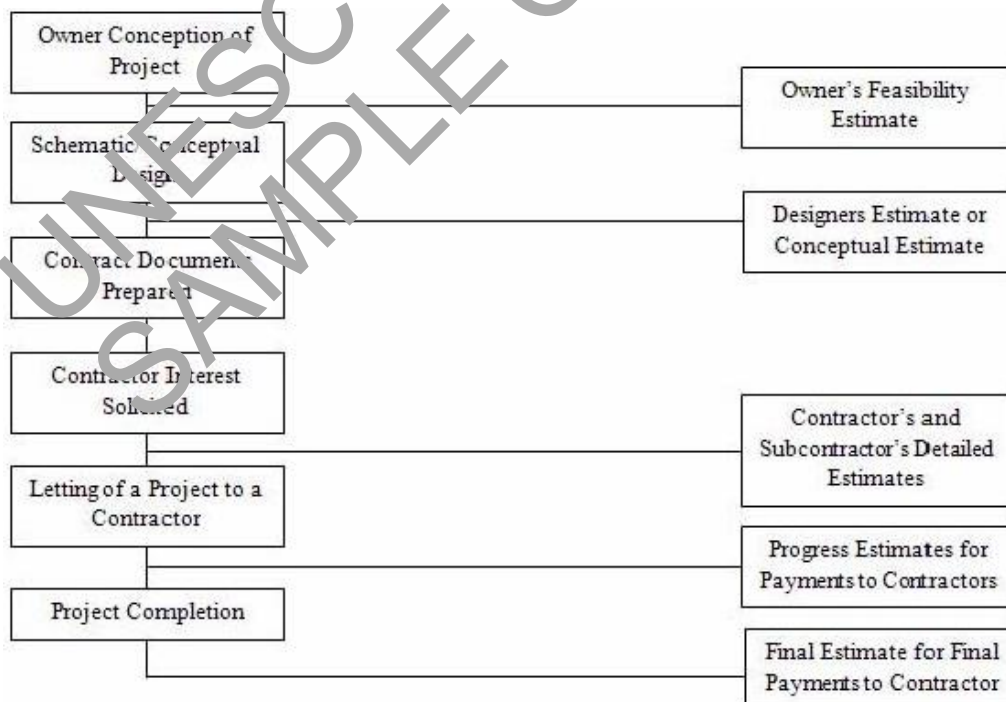 Owner Conception of
Project
Owner's Feasibility
Estimate
Schematic Conceptual
Design
Designers Estimate or
Conceptual Estimate
Contract Documents
Prepared
Contractor Interest
Solicited
Contractor's and
Subcontractor's Detailed
Estimates
Letting of a Project to a
Contractor
Progress Estimates for
Payments to Contractors
Project Completion
Final Estimate for Final
Payments to Contractor
UNESC
SAMPLE C